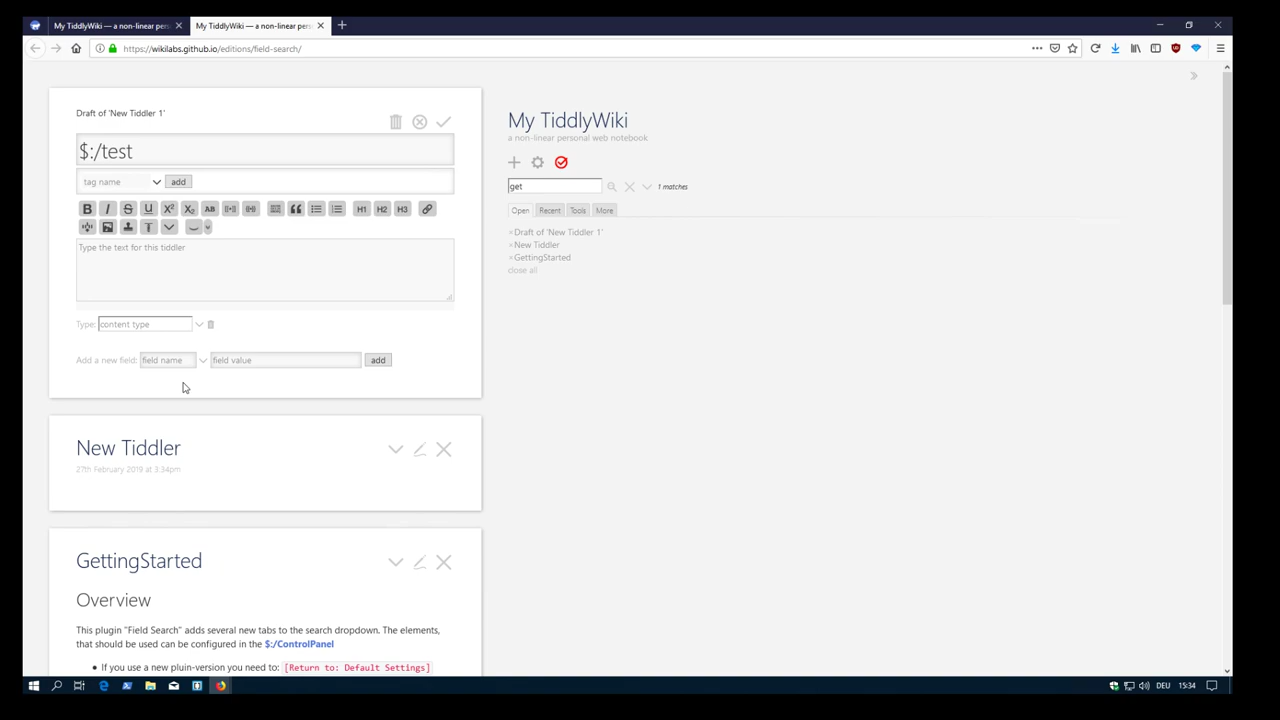 My TiddlyWiki — a non-linear pers
My TiddlyWiki — a non-linear pers
https://wikilabs.github.io/editions/field-search/
Draft of 'New Tiddler 1'
$:/test
tag name
add
B I S U X² X₂ AB
H1 H2 H3
Type the text for this tiddler
Type: content type
Add a new field: field name field value add
New Tiddler
27th February 2019 at 3:34pm
GettingStarted
Overview
This plugin "Field Search" adds several new tabs to the search dropdown. The elements,
that should be used can be configured in the $:/ControlPanel
• If you use a new pluin-version you need to: [Return to: Default Settings]
My TiddlyWiki
a non-linear personal web notebook
get
1 matches
Open Recent Tools More
×Draft of 'New Tiddler 1'
×New Tiddler
×GettingStarted
close all
DEU 15:34